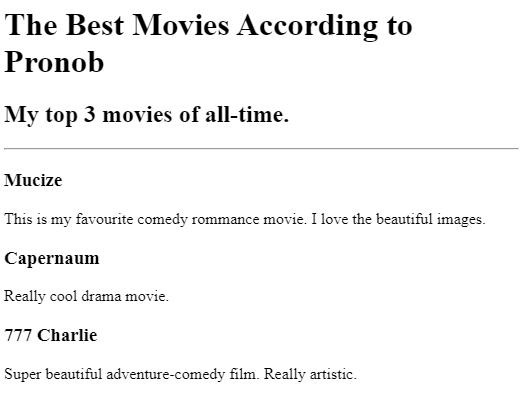 The Best Movies According to
Pronob
My top 3 movies of all-time.
Mucize
This is my favourite comedy rommance movie. I love the beautiful images.
Capernaum
Really cool drama movie.
777 Charlie
Super beautiful adventure-comedy film. Really artistic.